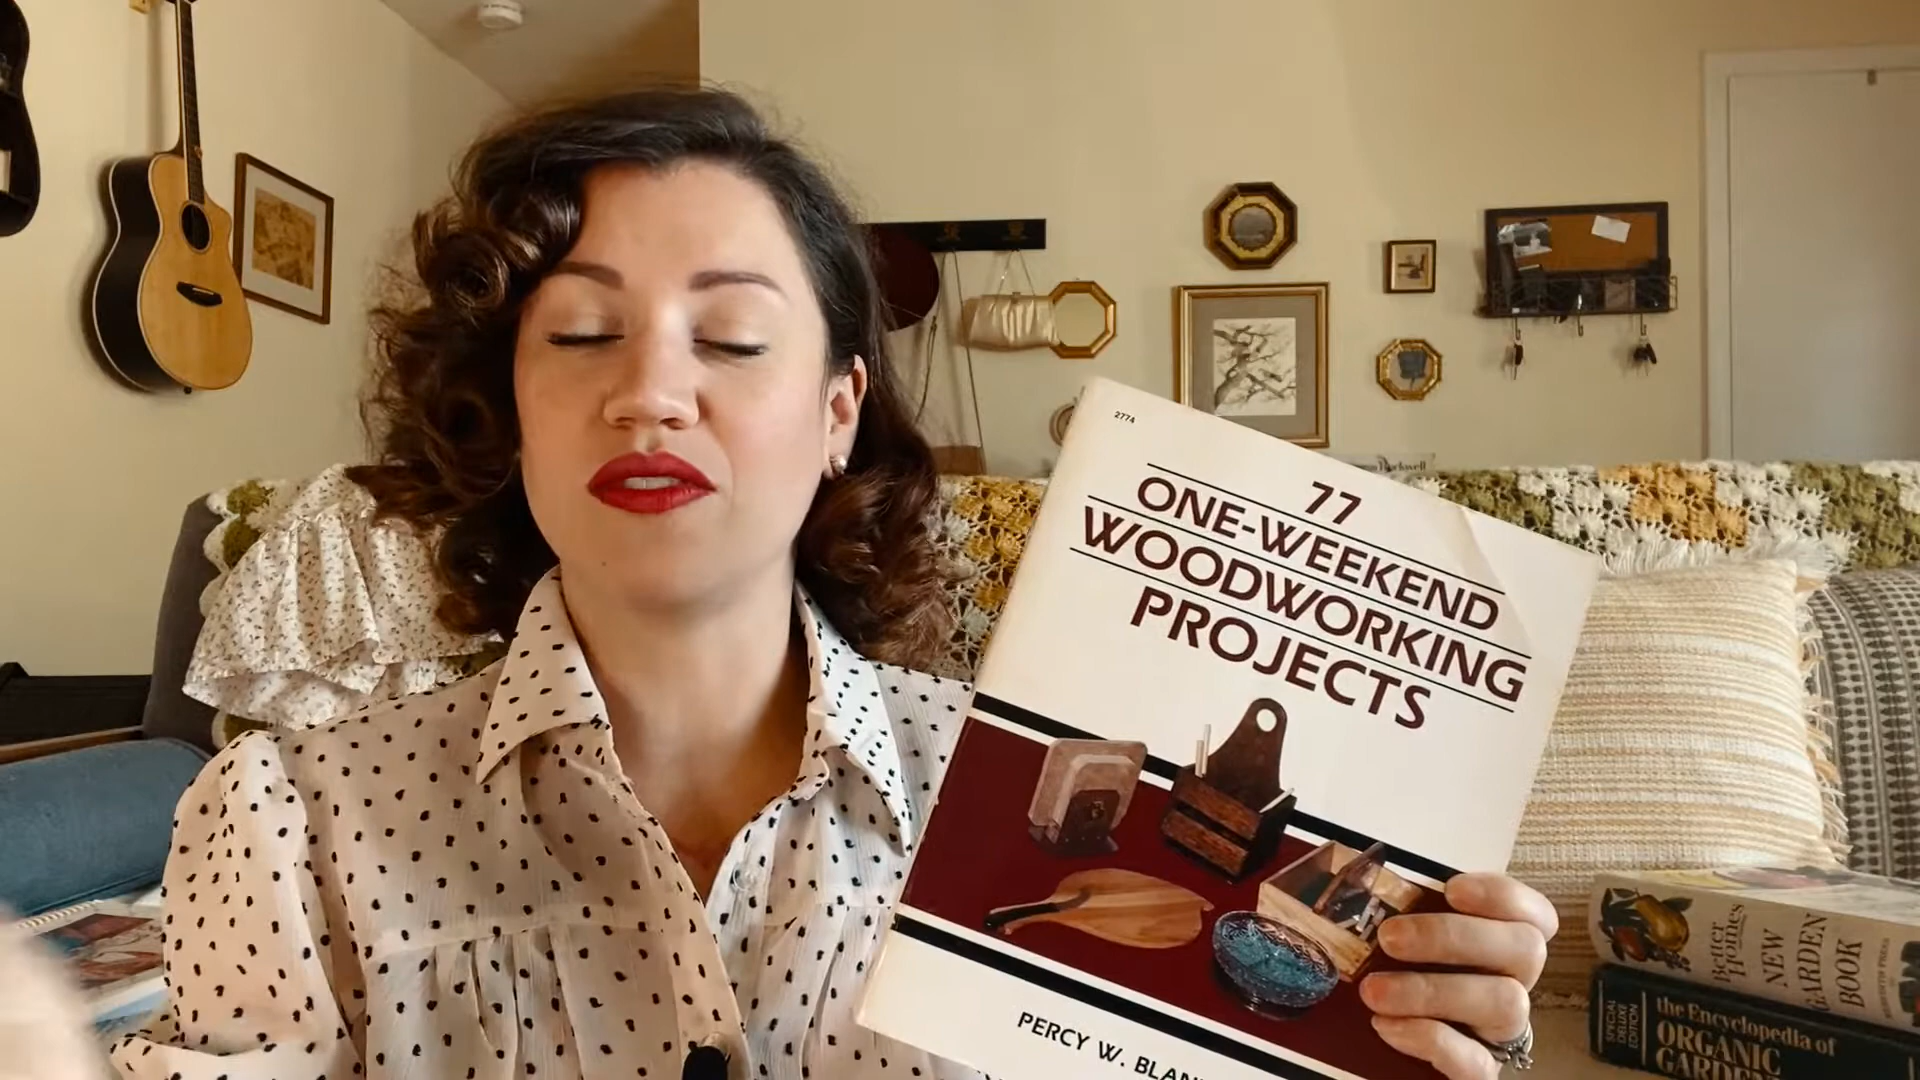 2774
77
ONE-WEEKEND
WOODWORKING
PROJECTS
PERCY W.
Better
Homes
NEW
GARDEN
BOOK
SPECIAL
DELUXE
EDITION
the Encyclopedia of
ORGANIC